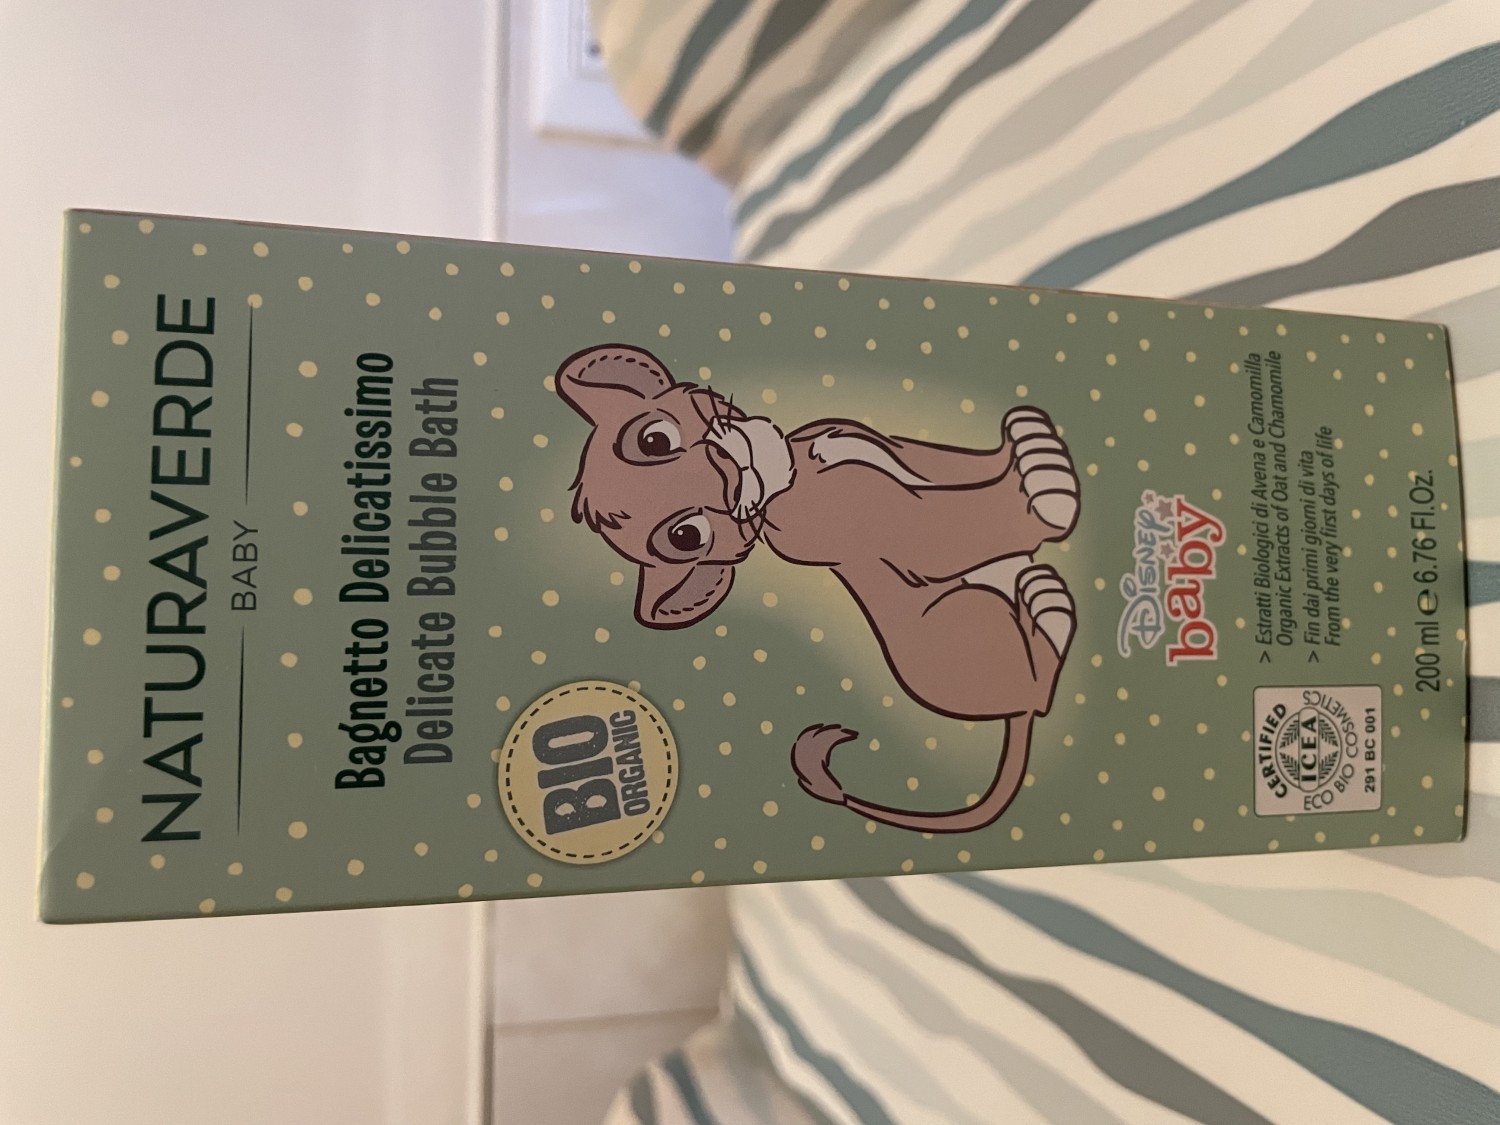 NATURAVERDE
BABY
Bagnetto Delicatissimo
Delicate Bubble Bath
BIO
ORGANIC
Disney
baby
> Estratti Biologici di Avena e Camomilla
Organic Extracts of Oat and Chamomile
> Fin dai primi giorni di vita
From the very first days of life
CERTIFIED
ICEA
ECO BIO COSMETICS
291 BC 001
200 ml e 6.76 Fl.Oz.